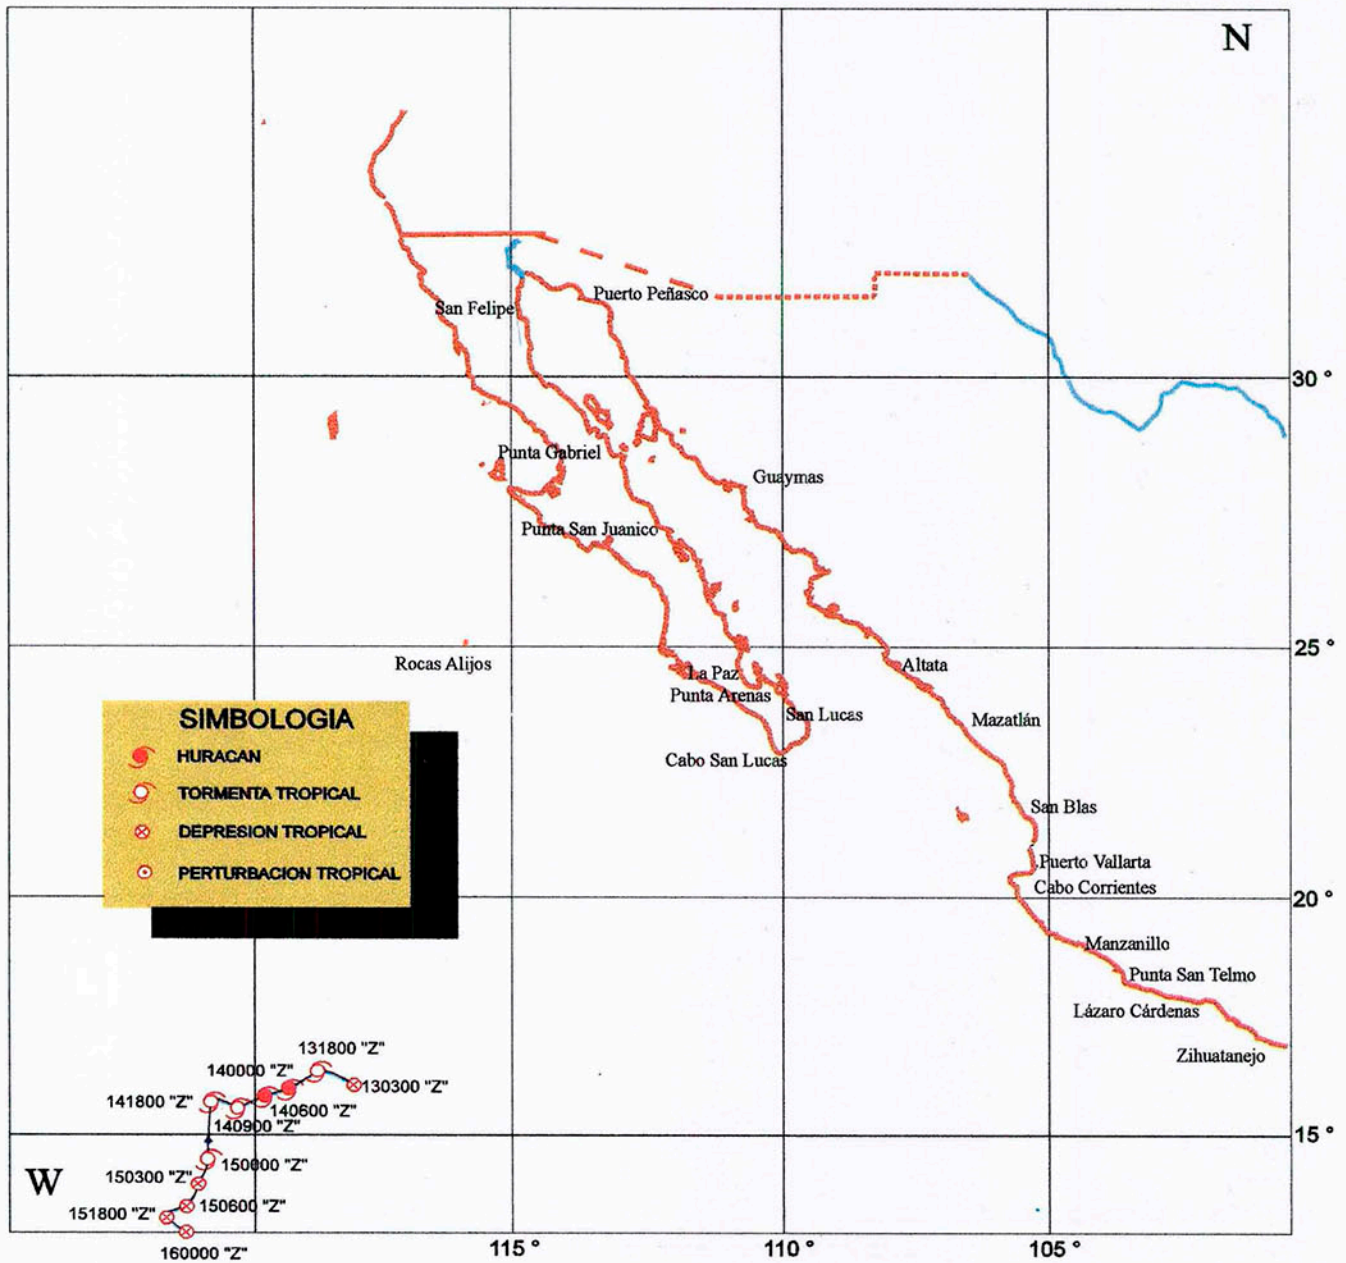 N
San Felipe
Puerto Peñasco
30 °
Punta Gabriel
Guaymas
Punta San Juanico
25 °
Rocas Alijos
La Paz
Altata
Punta Arenas
San Lucas
Mazatlán
Cabo San Lucas
SIMBOLOGIA
HURACAN
TORMENTA TROPICAL
DEPRESION TROPICAL
PERTURBACION TROPICAL
San Blas
Puerto Vallarta
Cabo Corrientes
20 °
Manzanillo
Punta San Telmo
Lázaro Cárdenas
Zihuatanejo
131800 "Z"
140000 "Z"
130300 "Z"
141800 "Z"
140600 "Z"
140900 "Z"
15 °
150000 "Z"
W
150300 "Z"
150600 "Z"
151800 "Z"
160000 "Z"
115 °
110 °
105 °